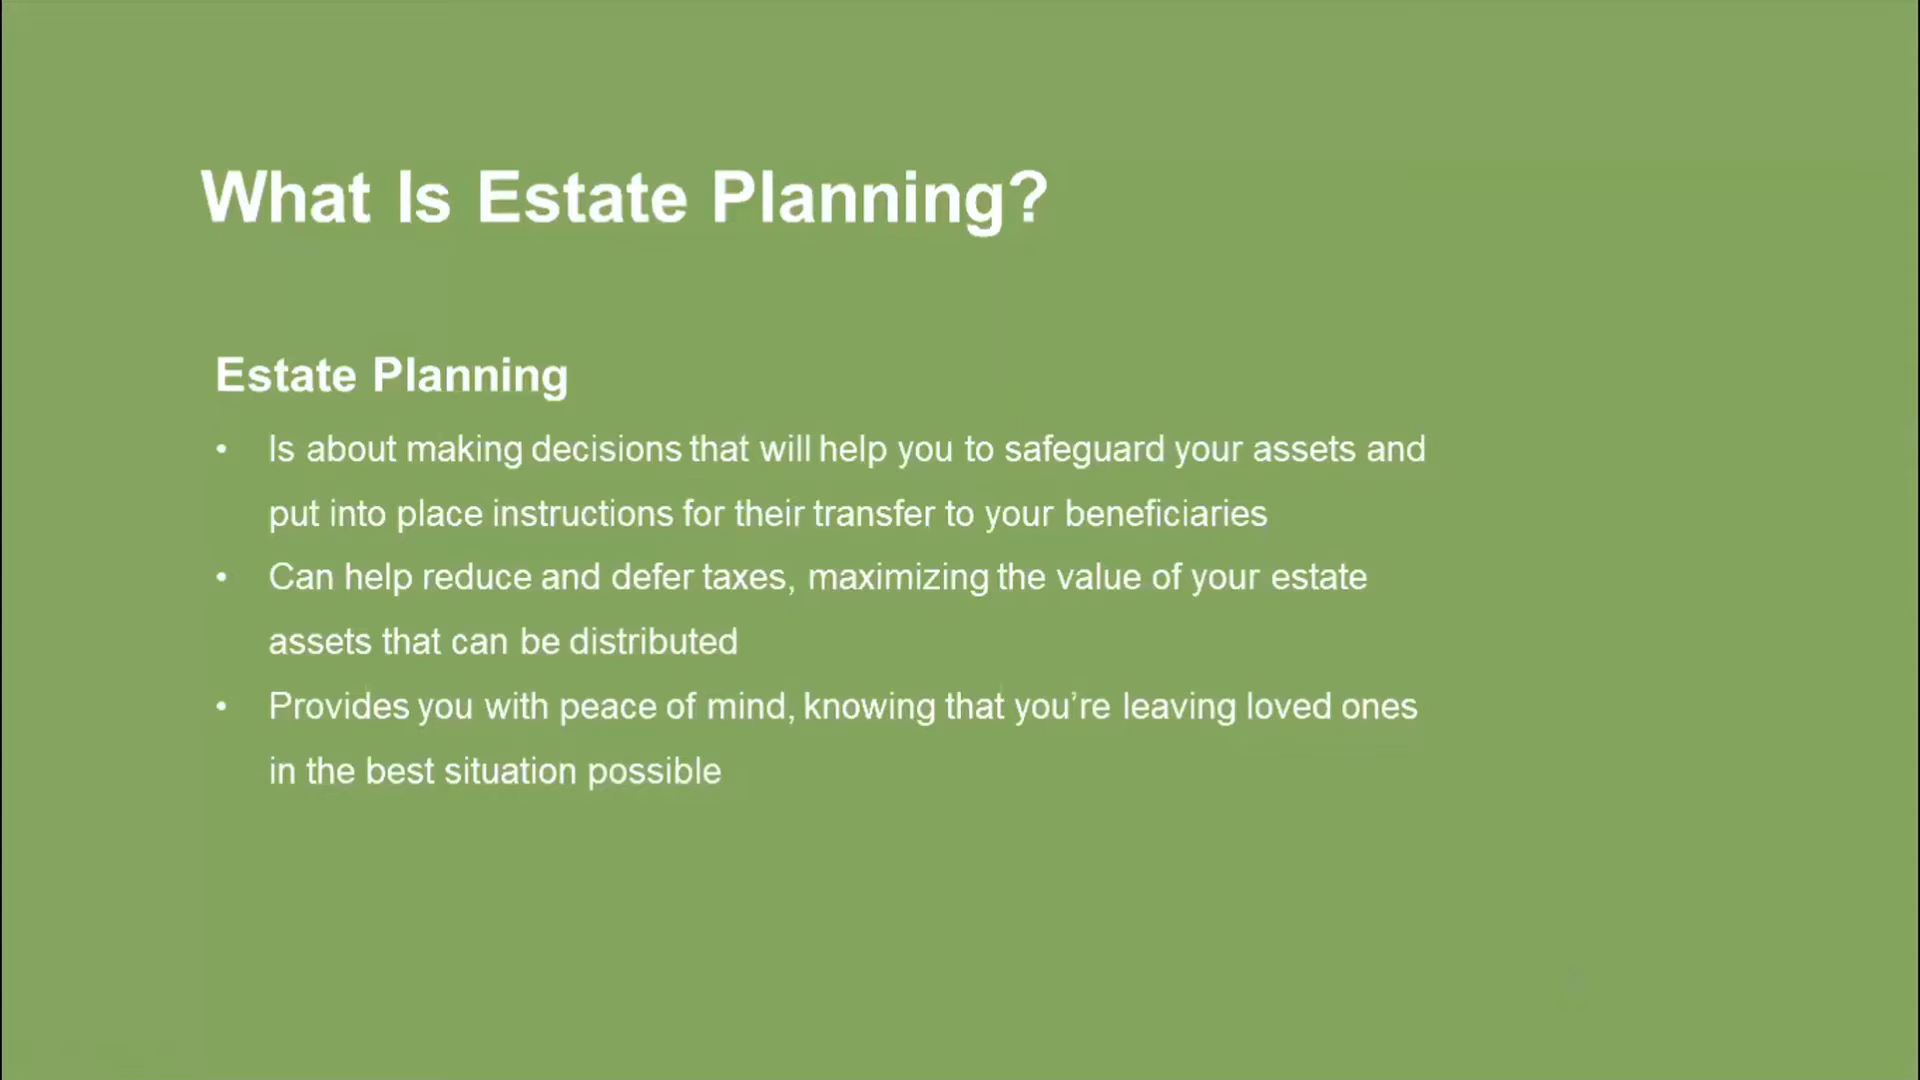 What Is Estate Planning?
Estate Planning
• Is about making decisions that will help you to safeguard your assets and
put into place instructions for their transfer to your beneficiaries
• Can help reduce and defer taxes, maximizing the value of your estate
assets that can be distributed
• Provides you with peace of mind, knowing that you’re leaving loved ones
in the best situation possible